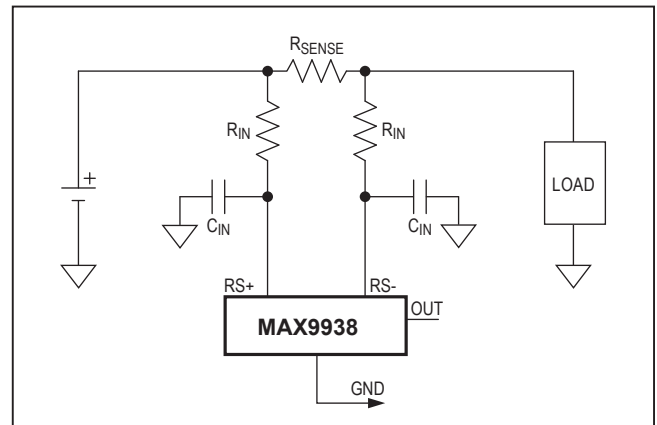 RSENSE
RIN
RIN
+
LOAD
CIN
CIN
RS+
RS-
OUT
MAX9938
GND